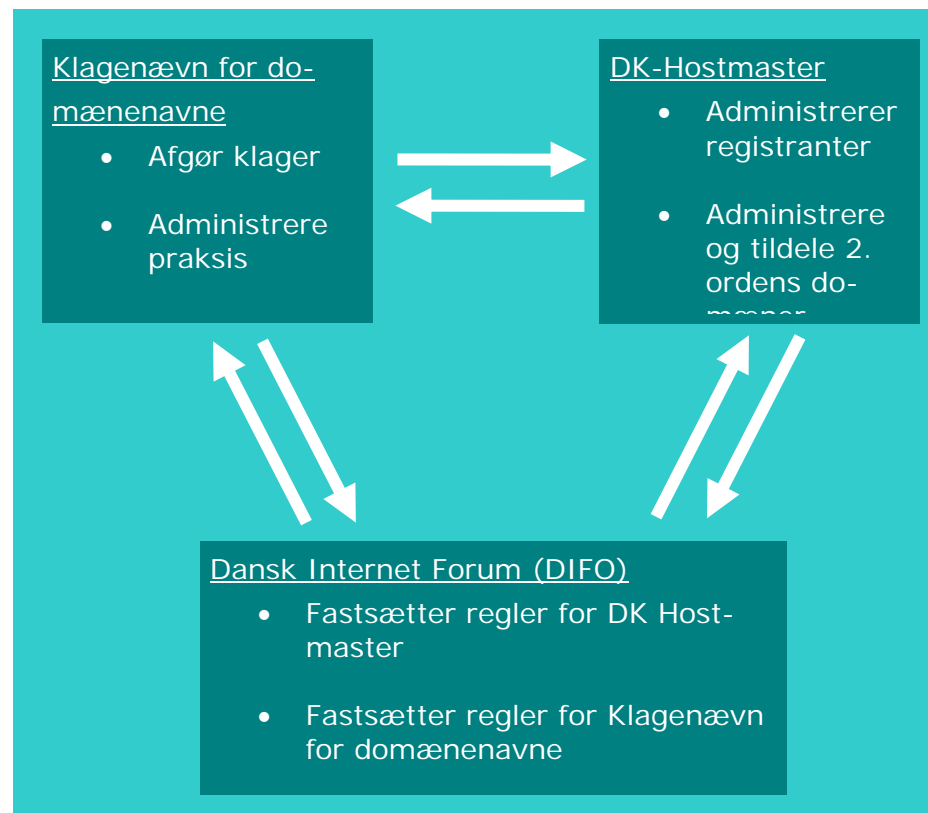 Klagenævn for do-
mænenavne
• Afgør klager
• Administrere
praksis
DK-Hostmaster
• Administrerer
registranter
• Administrere
og tildele 2.
ordens do-
mæner
Dansk Internet Forum (DIFO)
• Fastsætter regler for DK Host-
master
• Fastsætter regler for Klagenævn
for domænenavne